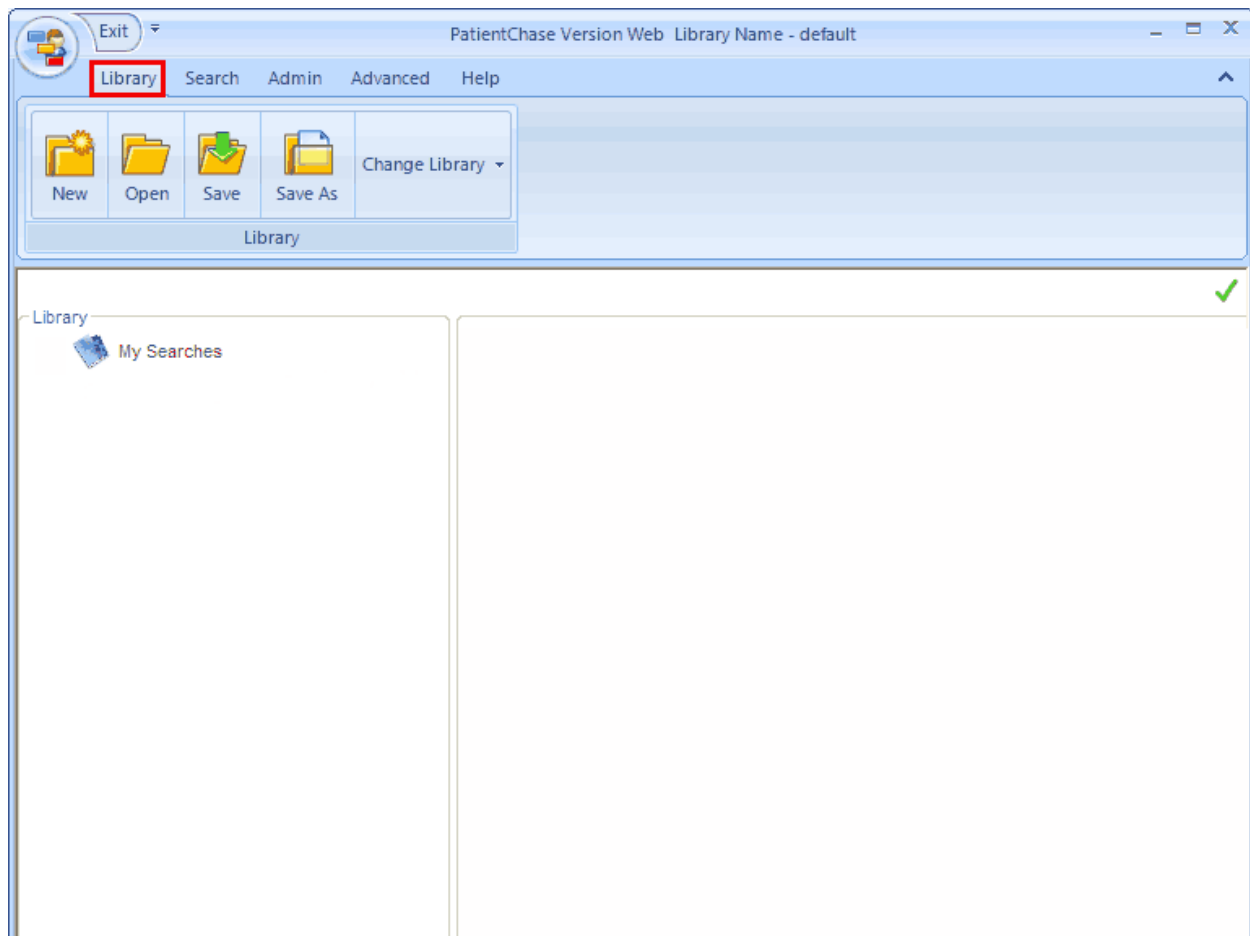 Exit
PatientChase Version Web Library Name - default
Library Search Admin Advanced Help
New Open Save Save As Change Library
Library
Library
My Searches